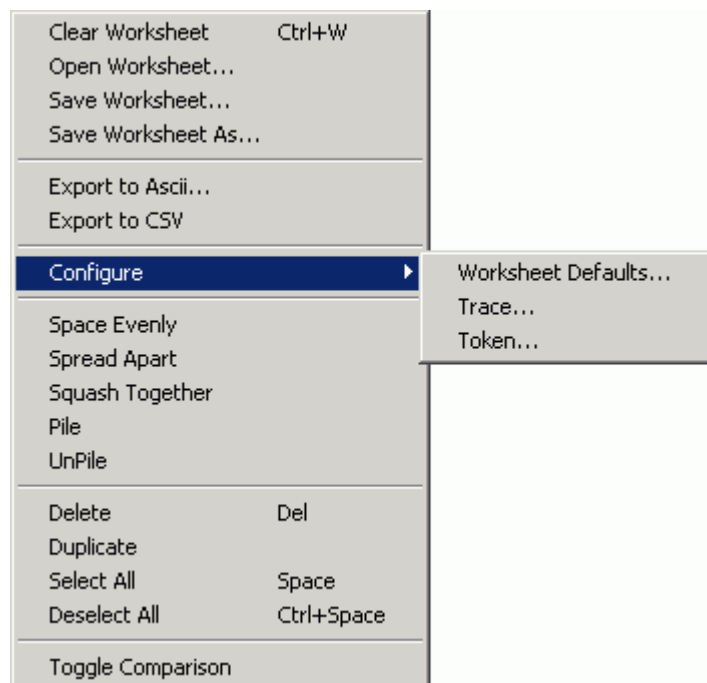 Clear Worksheet Ctrl+W
Open Worksheet...
Save Worksheet...
Save Worksheet As...
Export to Ascii...
Export to CSV
Configure
Worksheet Defaults...
Trace...
Token...
Space Evenly
Spread Apart
Squash Together
Pile
UnPile
Delete Del
Duplicate
Select All Space
Deselect All Ctrl+Space
Toggle Comparison